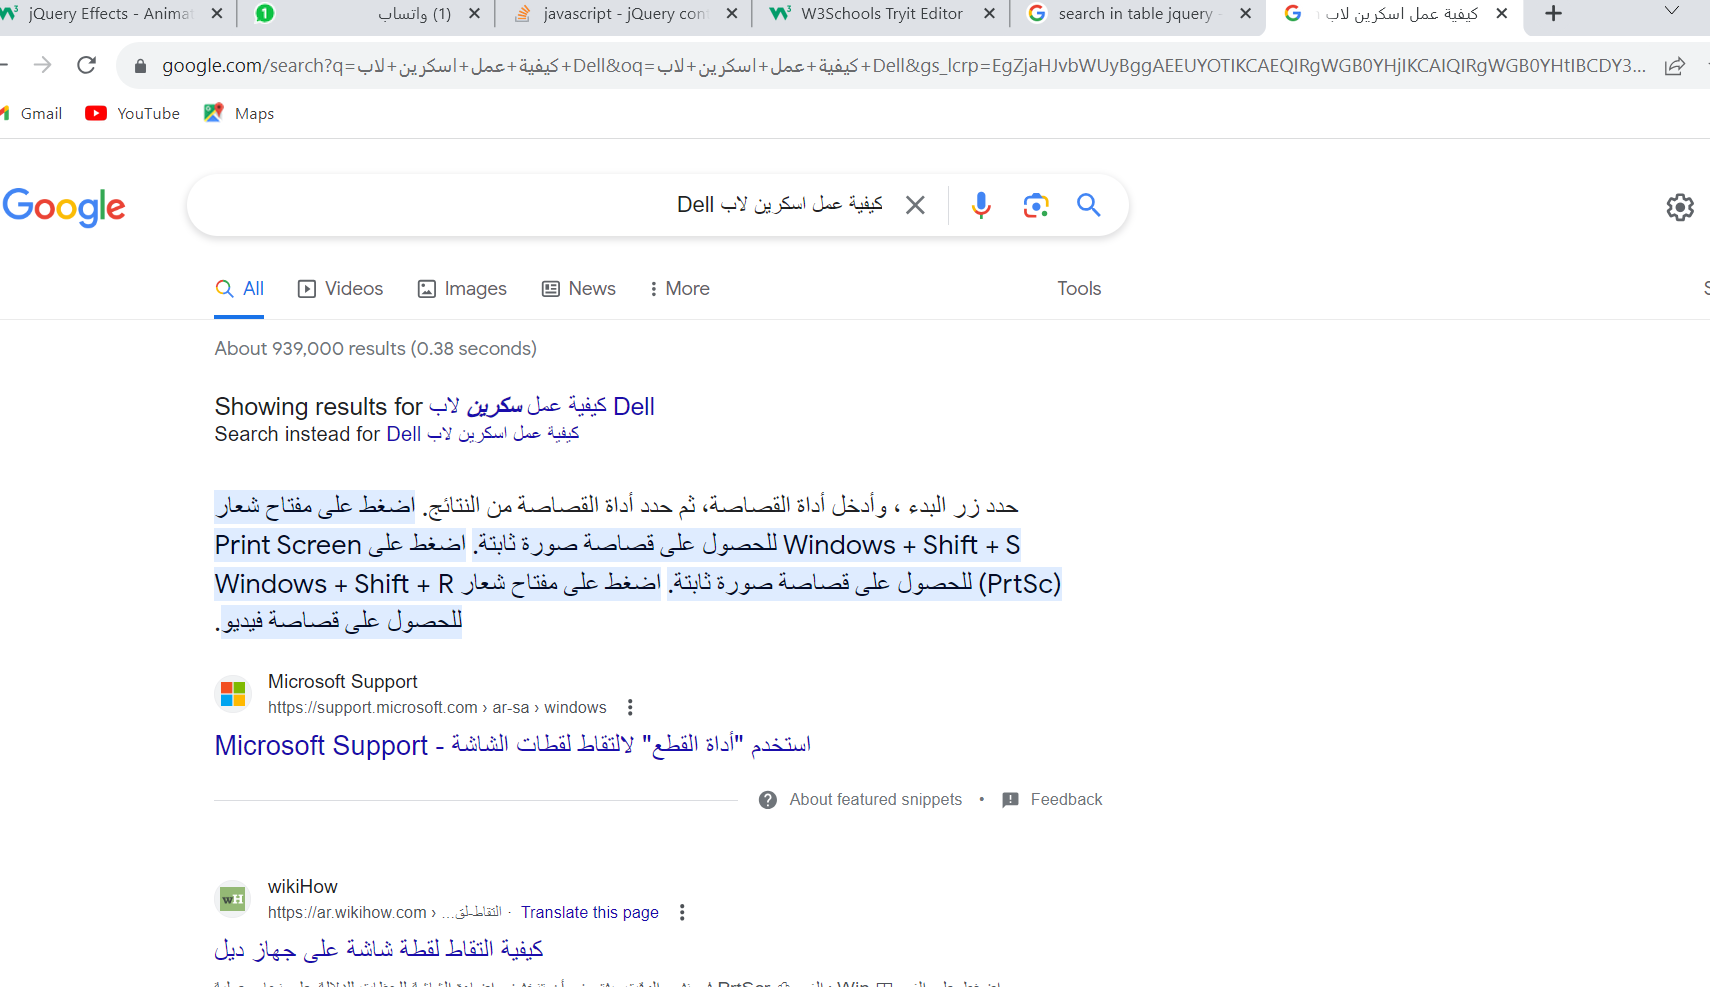 jQuery Effects - Animat
(1) واتساب
javascript - jQuery con
W3Schools Tryit Editor
search in table jquery -
كيفية عمل اسكرين لاب
google.com/search?q=كيفية+عمل+اسكرين+لاب+Dell&oq=كيفية+عمل+اسكرين+لاب+Dell&gs_lcrp=EgZjaHJvbWUyBggAEEUYOTIKCAEQIRgWGB0YHjIKCAIQIRgWGB0YHtIBCDY3...
Gmail YouTube Maps
Google
كيفية عمل اسكرين لاب Dell
All Videos Images News More Tools
About 939,000 results (0.38 seconds)
Showing results for كيفية عمل سكرين لاب Dell
Search instead for كيفية عمل اسكرين لاب Dell
حدد زر البدء ، وأدخل أداة القصاصة، ثم حدد أداة القصاصة من النتائج. اضغط على مفتاح شعار
Windows + Shift + S للحصول على قصاصة صورة ثابتة. اضغط على Print Screen
(PrtSc) للحصول على قصاصة صورة ثابتة. اضغط على مفتاح شعار Windows + Shift + R
للحصول على قصاصة فيديو.
Microsoft Support
https://support.microsoft.com › ar-sa › windows
استخدم "أداة القطع" لالتقاط لقطات الشاشة - Microsoft Support
About featured snippets • Feedback
wikiHow
https://ar.wikihow.com › ...التقاط-لق · Translate this page
كيفية التقاط لقطة شاشة على جهاز ديل